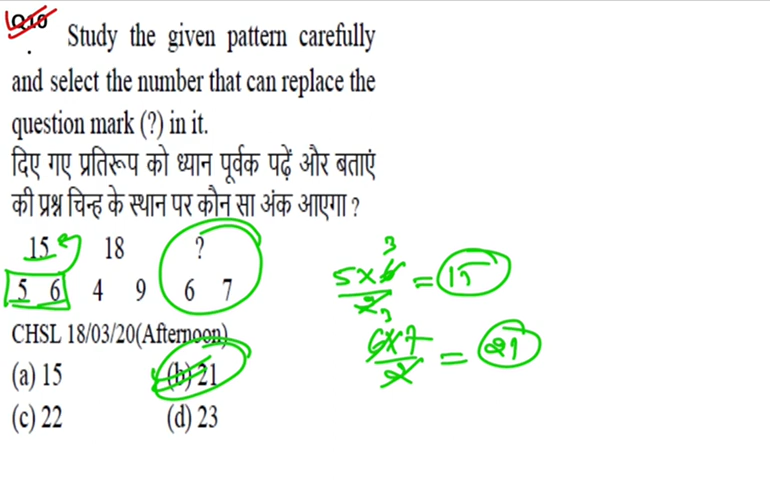 Q10
. Study the given pattern carefully
and select the number that can replace the
question mark (?) in it.
दिए गए प्रतिरूप को ध्यान पूर्वक पढ़ें और बताएं
की प्रश्न चिन्ह के स्थान पर कौन सा अंक आएगा ?
15 18 ?
5 6 4 9 6 7
CHSL 18/03/20(Afternoon)
(a) 15 (b) 21
(c) 22 (d) 23
3
5 × 6 = 15
2
3
6 × 7 = 21
2